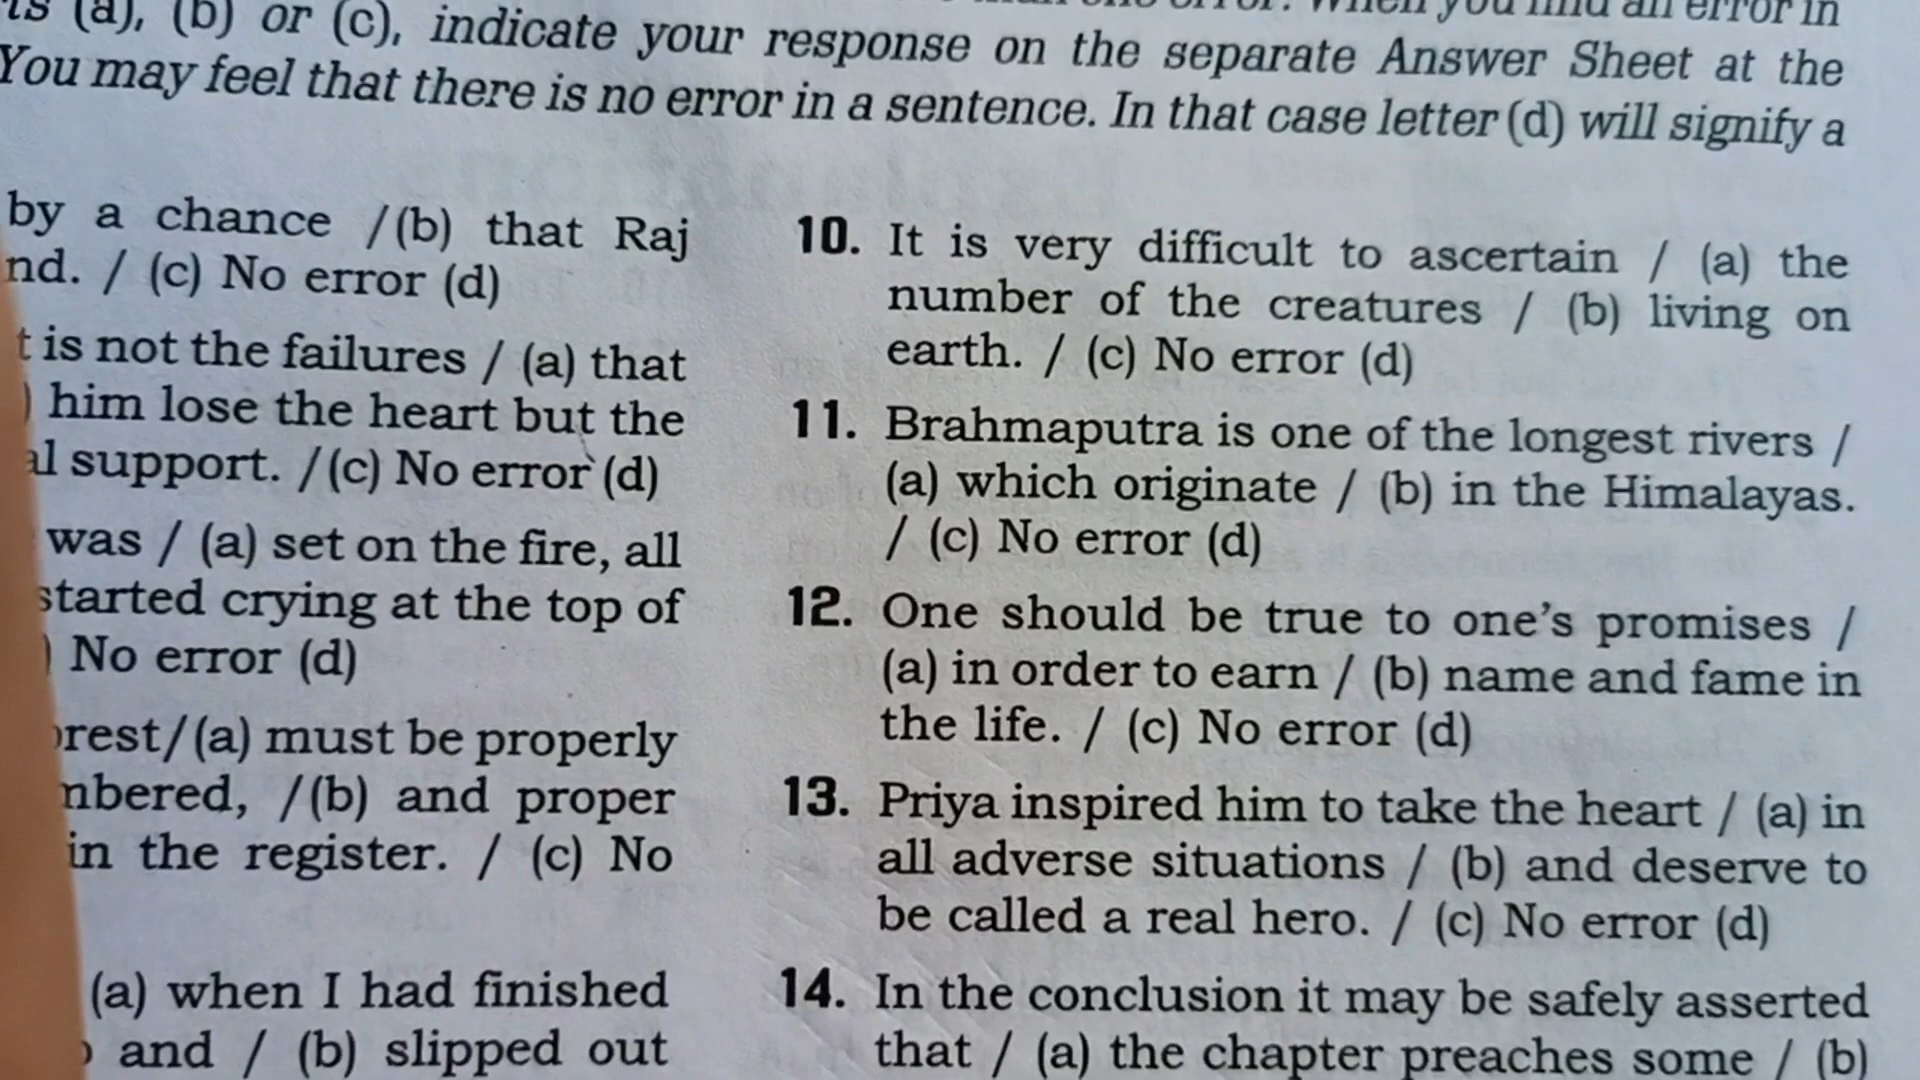 (a), (b) or (c), indicate your response on the separate Answer Sheet at the
You may feel that there is no error in a sentence. In that case letter (d) will signify a
by a chance / (b) that Raj
nd. / (c) No error (d)
t is not the failures / (a) that
) him lose the heart but the
al support. / (c) No error (d)
was / (a) set on the fire, all
started crying at the top of
) No error (d)
rest/(a) must be properly
mbered, /(b) and proper
in the register. / (c) No
(a) when I had finished
and / (b) slipped out
10. It is very difficult to ascertain / (a) the
number of the creatures / (b) living on
earth. / (c) No error (d)
11. Brahmaputra is one of the longest rivers /
(a) which originate / (b) in the Himalayas.
/ (c) No error (d)
12. One should be true to one's promises /
(a) in order to earn / (b) name and fame in
the life. / (c) No error (d)
13. Priya inspired him to take the heart / (a) in
all adverse situations / (b) and deserve to
be called a real hero. / (c) No error (d)
14. In the conclusion it may be safely asserted
that / (a) the chapter preaches some / (b)